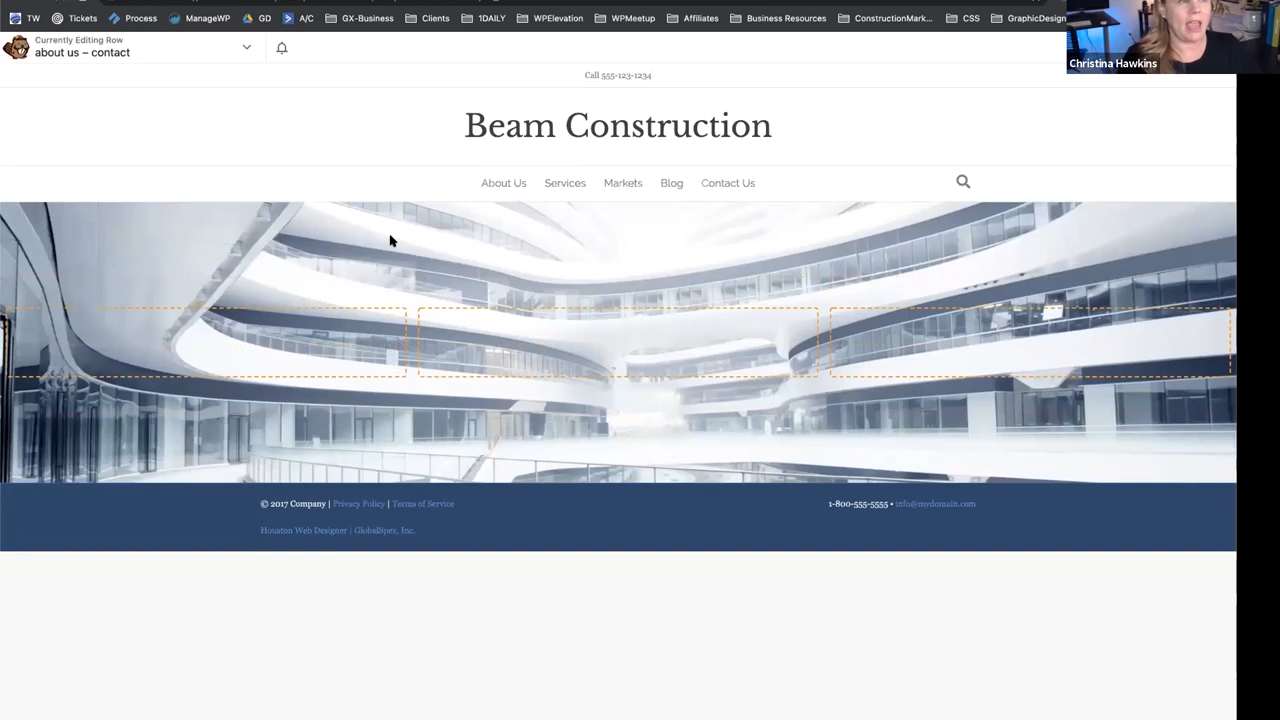 TW Tickets Process ManageWP GD A/C GX-Business Clients 1DAILY WPElevation WPMeetup Affiliates Business Resources ConstructionMark... CSS GraphicDesign
Currently Editing Row
about us – contact
Christina Hawkins
Call 555-123-1234
Beam Construction
About Us Services Markets Blog Contact Us
© 2017 Company | Privacy Policy | Terms of Service
1-800-555-5555 • info@mydomain.com
Houston Web Designer | GlobalSpex, Inc.